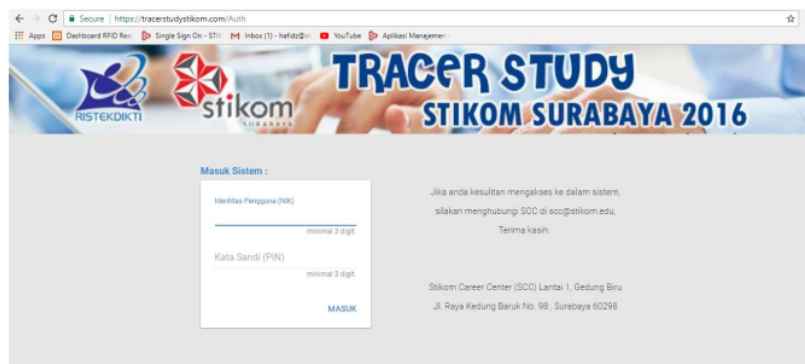 Secure | https://tracerstudystikom.com/Auth
Apps Dashboard RFID Rea Single Sign On - STI Inbox (1) - hafidz@ YouTube Aplikasi Manajemen
RISTEKDIKTI
stikom
SURABAYA
TRACER STUDY
STIKOM SURABAYA 2016
Masuk Sistem :
Identitas Pengguna (NIK)
minimal 3 digit.
Kata Sandi (PIN)
minimal 3 digit.
MASUK
Jika anda kesulitan mengakses ke dalam sistem,
silakan menghubungi SCC di scc@stikom.edu,
Terima kasih.
Stikom Career Center (SCC) Lantai 1, Gedung Biru
Jl. Raya Kedung Baruk No. 98 , Surabaya 60298